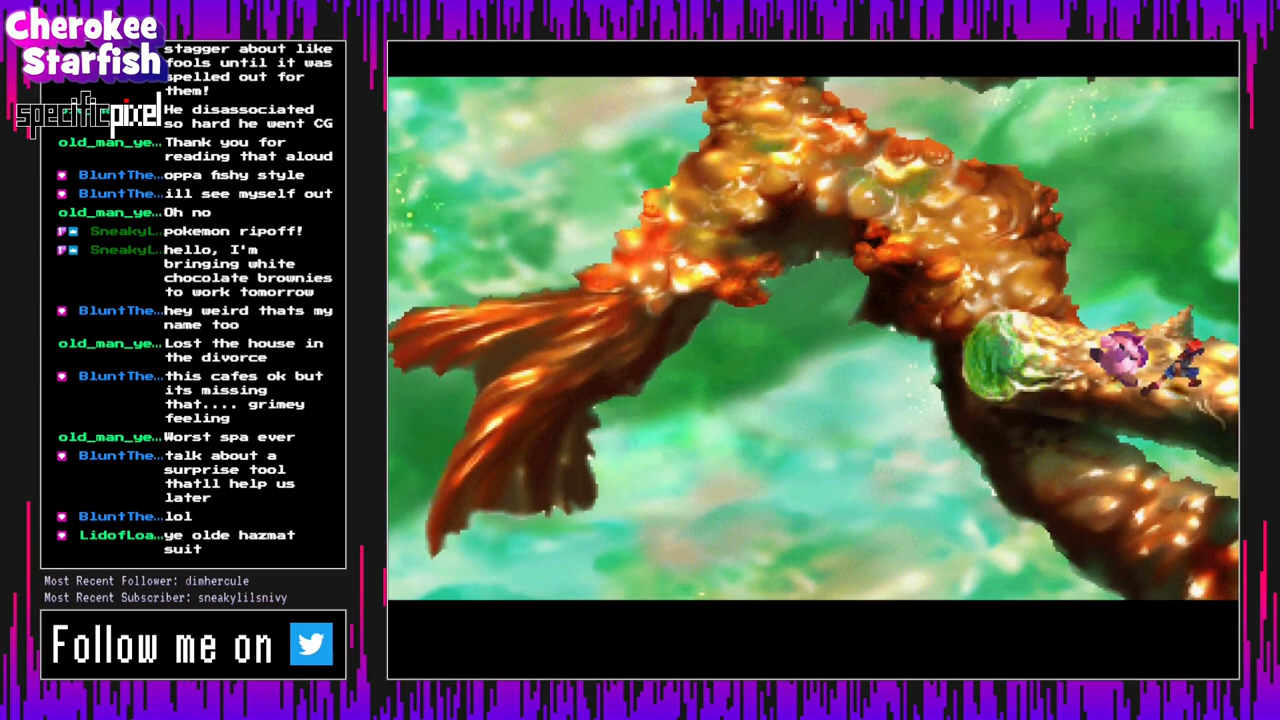 Cherokee
Starfish
specificpixel
stagger about like
fools until it was
spelled out for
them!
He disassociated
so hard he went CG
old_man_ye… Thank you for
reading that aloud
BluntThe… oppa fishy style
BluntThe… ill see myself out
old_man_ye… Oh no
SneakyL… pokemon ripoff!
SneakyL… hello, I'm
bringing white
chocolate brownies
to work tomorrow
BluntThe… hey weird thats my
name too
old_man_ye… Lost the house in
the divorce
BluntThe… this cafes ok but
its missing
that.... grimey
feeling
old_man_ye… Worst spa ever
BluntThe… talk about a
surprise tool
thatll help us
later
BluntThe… lol
LidofLoa… ye olde hazmat
suit
Most Recent Follower: dimhercule
Most Recent Subscriber: sneakylilsnivy
Follow me on